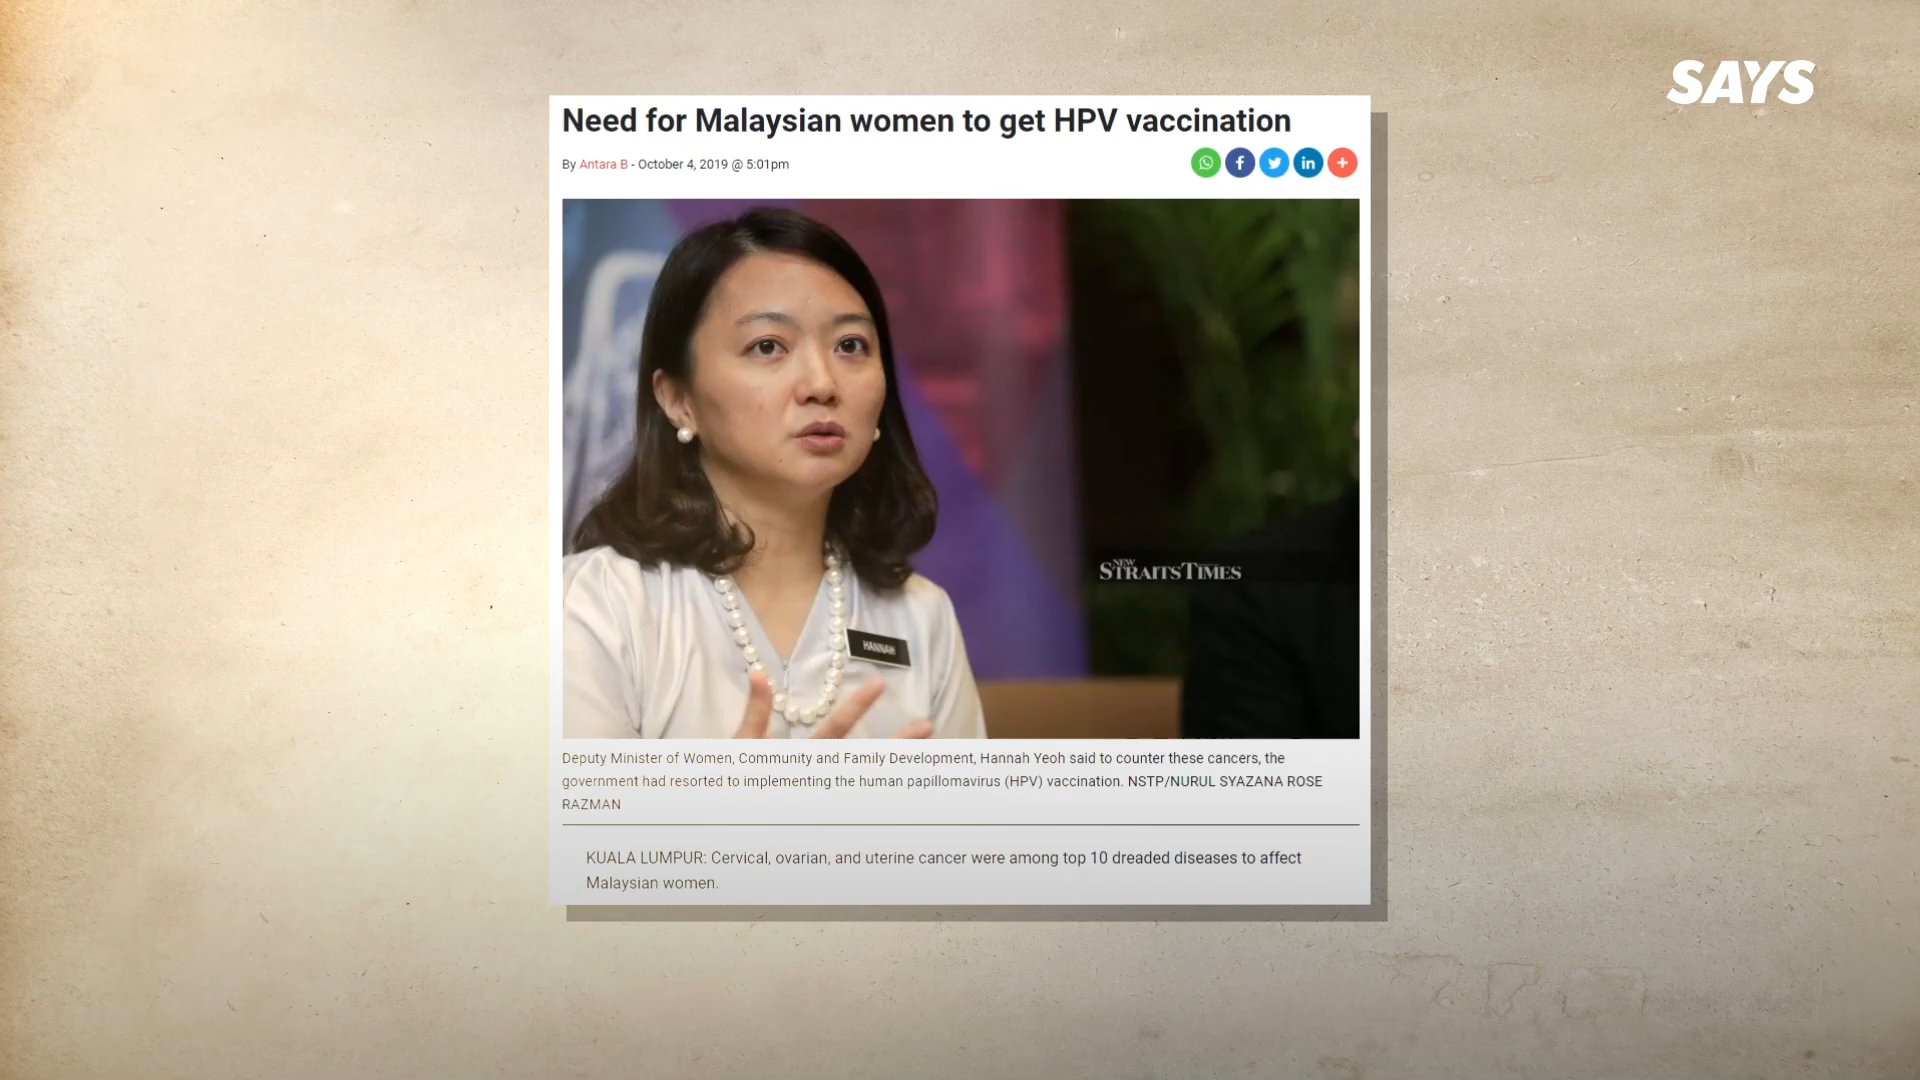 SAYS
Need for Malaysian women to get HPV vaccination
By Antara B - October 4, 2019 @ 5:01pm
HANNAH
NEW
STRAITS TIMES
Deputy Minister of Women, Community and Family Development, Hannah Yeoh said to counter these cancers, the
government had resorted to implementing the human papillomavirus (HPV) vaccination. NSTP/NURUL SYAZANA ROSE
RAZMAN
KUALA LUMPUR: Cervical, ovarian, and uterine cancer were among top 10 dreaded diseases to affect
Malaysian women.